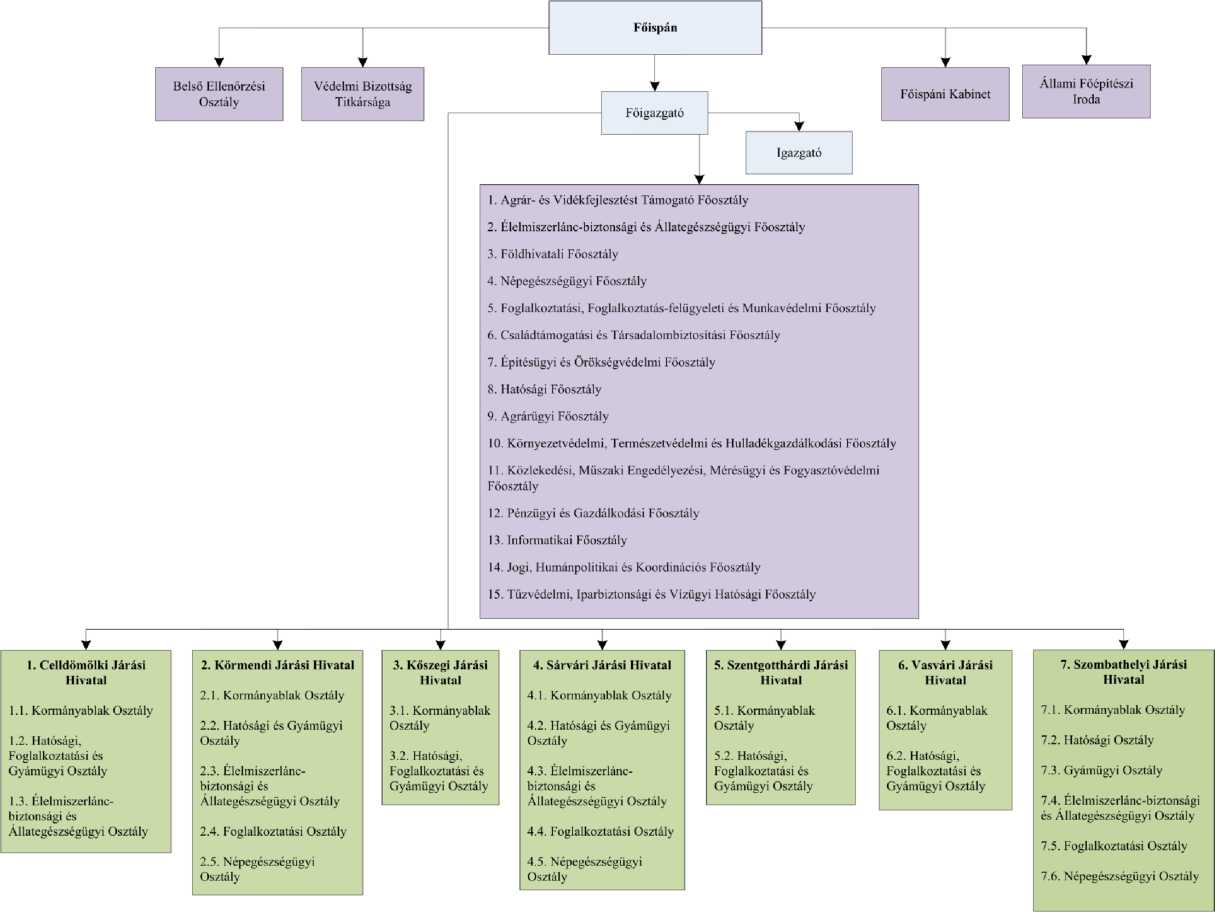 Főispán
Belső Ellenőrzési
Osztály
Védelmi Bizottság
Titkársága
Főispáni Kabinet
Állami Főépítészi
Iroda
Főigazgató
Igazgató
1. Agrár- és Vidékfejlesztést Támogató Főosztály
2. Élelmiszerlánc-biztonsági és Állategészségügyi Főosztály
3. Földhivatali Főosztály
4. Népegészségügyi Főosztály
5. Foglalkoztatási, Foglalkoztatás-felügyeleti és Munkavédelmi Főosztály
6. Családtámogatási és Társadalombiztosítási Főosztály
7. Építésügyi és Örökségvédelmi Főosztály
8. Hatósági Főosztály
9. Agrárügyi Főosztály
10. Környezetvédelmi, Természetvédelmi és Hulladékgazdálkodási Főosztály
11. Közlekedési, Műszaki Engedélyezési, Mérésügyi és Fogyasztóvédelmi
Főosztály
12. Pénzügyi és Gazdálkodási Főosztály
13. Informatikai Főosztály
14. Jogi, Humánpolitikai és Koordinációs Főosztály
15. Tűzvédelmi, Iparbiztonsági és Vízügyi Hatósági Főosztály
1. Celldömölki Járási
Hivatal
1.1. Kormányablak Osztály
1.2. Hatósági,
Foglalkoztatási és
Gyámügyi Osztály
1.3. Élelmiszerlánc-
biztonsági és
Állategészségügyi Osztály
2. Körmendi Járási Hivatal
2.1. Kormányablak Osztály
2.2. Hatósági és Gyámügyi
Osztály
2.3. Élelmiszerlánc-
biztonsági és
Állategészségügyi Osztály
2.4. Foglalkoztatási Osztály
2.5. Népegészségügyi
Osztály
3. Kőszegi Járási
Hivatal
3.1. Kormányablak
Osztály
3.2. Hatósági,
Foglalkoztatási és
Gyámügyi Osztály
4. Sárvári Járási Hivatal
4.1. Kormányablak Osztály
4.2. Hatósági és Gyámügyi
Osztály
4.3. Élelmiszerlánc-
biztonsági és
Állategészségügyi Osztály
4.4. Foglalkoztatási Osztály
4.5. Népegészségügyi
Osztály
5. Szentgotthárdi Járási
Hivatal
5.1. Kormányablak
Osztály
5.2. Hatósági,
Foglalkoztatási és
Gyámügyi Osztály
6. Vasvári Járási
Hivatal
6.1. Kormányablak
Osztály
6.2. Hatósági,
Foglalkoztatási és
Gyámügyi Osztály
7. Szombathelyi Járási
Hivatal
7.1. Kormányablak Osztály
7.2. Hatósági Osztály
7.3. Gyámügyi Osztály
7.4. Élelmiszerlánc-biztonsági
és Állategészségügyi Osztály
7.5. Foglalkoztatási Osztály
7.6. Népegészségügyi Osztály